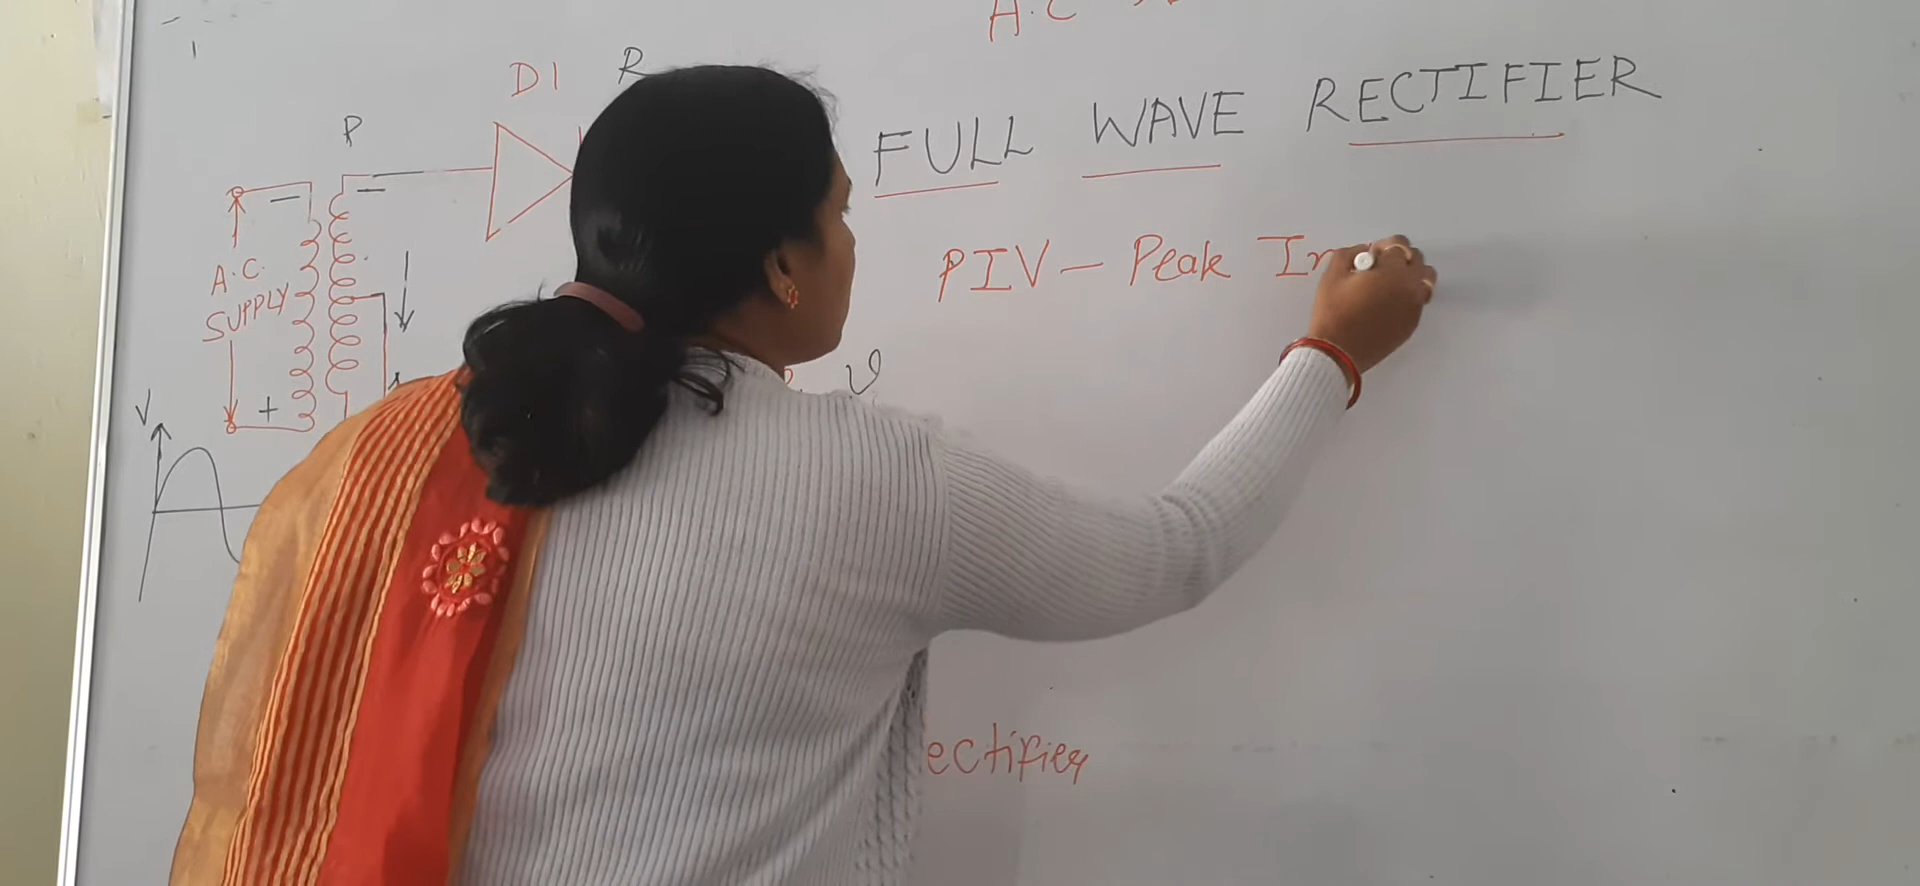 A.C
D1 R
FULL WAVE RECTIFIER
P
PIV - Peak In
A.C.
SUPPLY
V
ectifier